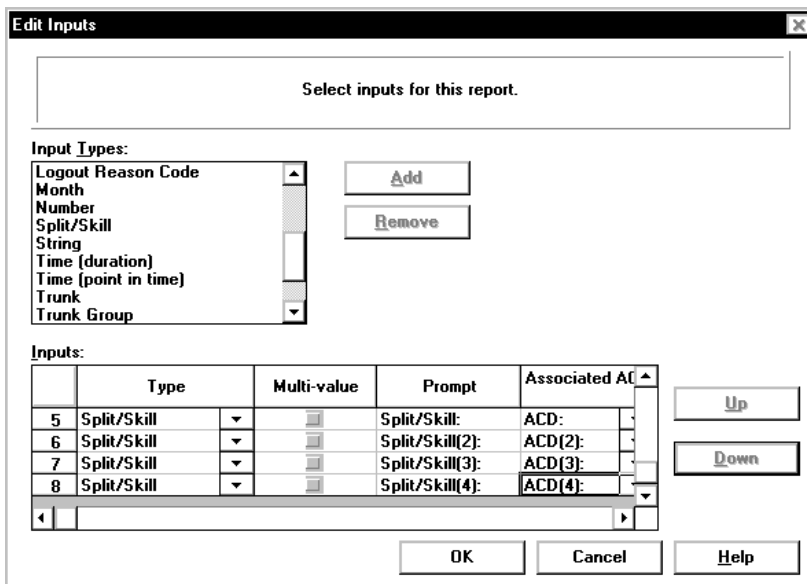 Edit Inputs
Select inputs for this report.
Input Types:
Logout Reason Code
Month
Number
Split/Skill
String
Time (duration)
Time (point in time)
Trunk
Trunk Group
Add
Remove
Inputs:
Type Multi-value Prompt Associated AC
5 Split/Skill Split/Skill: ACD:
6 Split/Skill Split/Skill(2): ACD(2):
7 Split/Skill Split/Skill(3): ACD(3):
8 Split/Skill Split/Skill(4): ACD(4):
Up
Down
OK Cancel Help